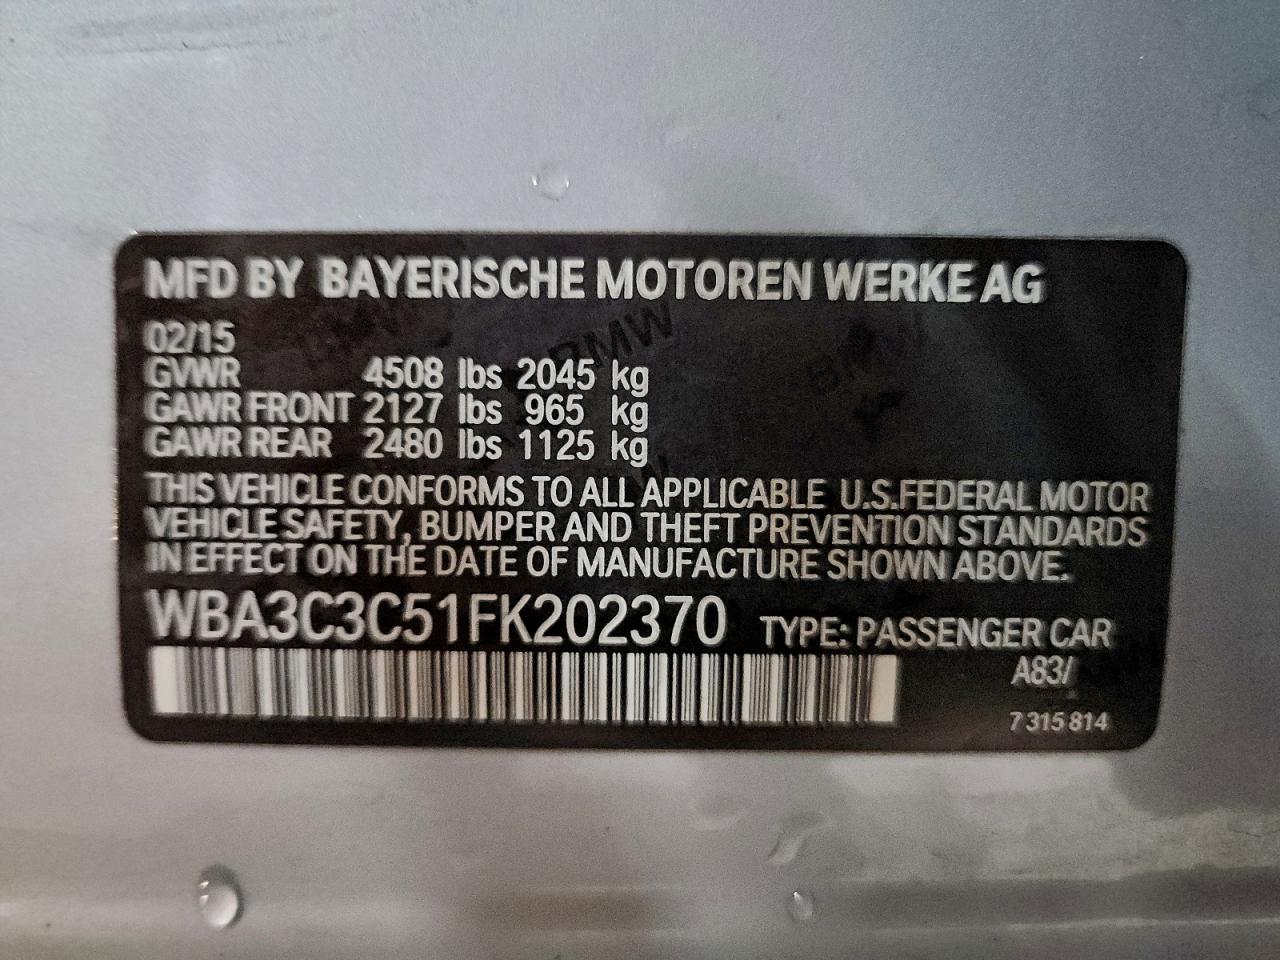 MFD BY BAYERISCHE MOTOREN WERKE AG
02/15
GVWR 4508 lbs 2045 kg
GAWR FRONT 2127 lbs 965 kg
GAWR REAR 2480 lbs 1125 kg
THIS VEHICLE CONFORMS TO ALL APPLICABLE U.S.FEDERAL MOTOR
VEHICLE SAFETY, BUMPER AND THEFT PREVENTION STANDARDS
IN EFFECT ON THE DATE OF MANUFACTURE SHOWN ABOVE.
WBA3C3C51FK202370 TYPE: PASSENGER CAR
A83/
7 315 814
BMW
BMW
BMW